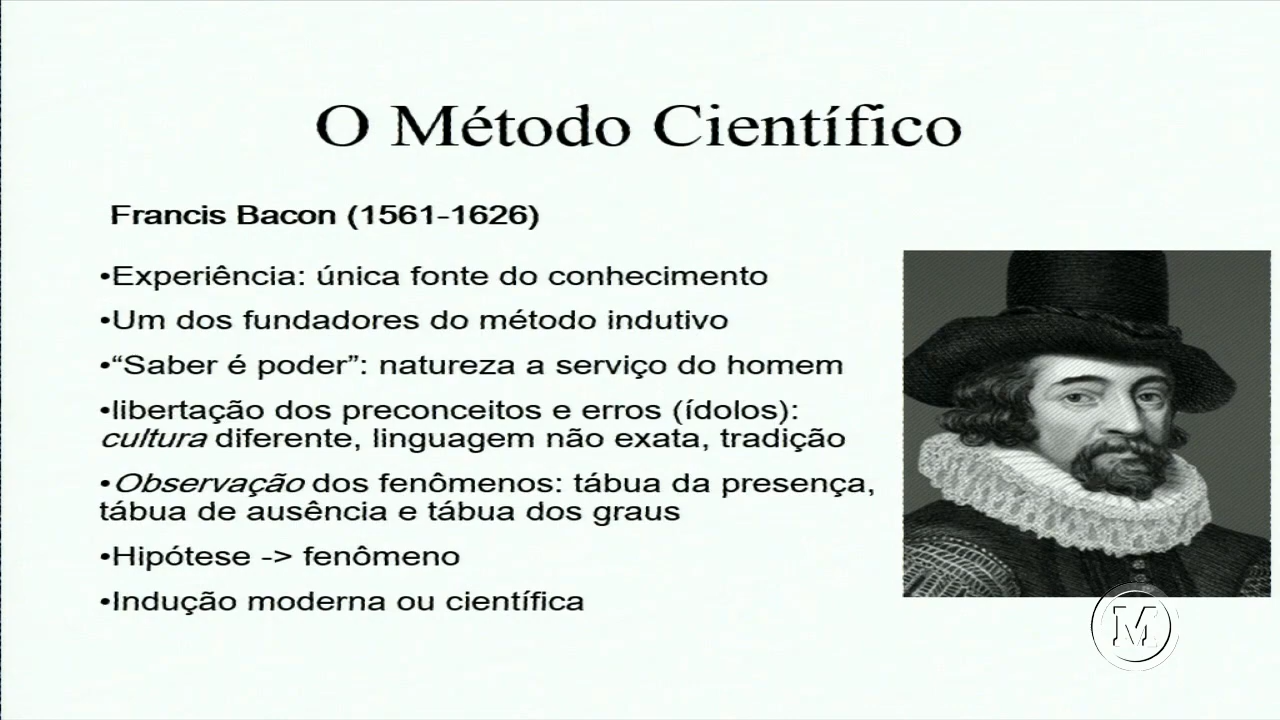 O Método Científico
Francis Bacon (1561-1626)
•Experiência: única fonte do conhecimento
•Um dos fundadores do método indutivo
•“Saber é poder”: natureza a serviço do homem
•libertação dos preconceitos e erros (ídolos):
cultura diferente, linguagem não exata, tradição
•Observação dos fenômenos: tábua da presença,
tábua de ausência e tábua dos graus
•Hipótese -> fenômeno
•Indução moderna ou científica
M